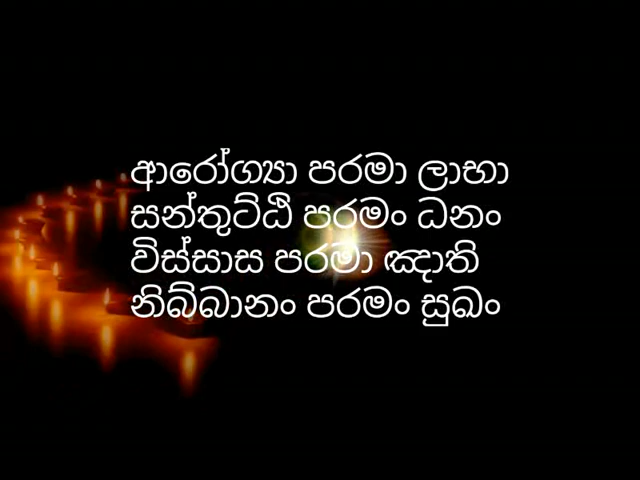 ආරෝග්‍යා පරමා ලාභා
සන්තුට්ඨි පරමං ධනං
විස්සාස පරමා ඤාති
නිබ්බානං පරමං සුඛං